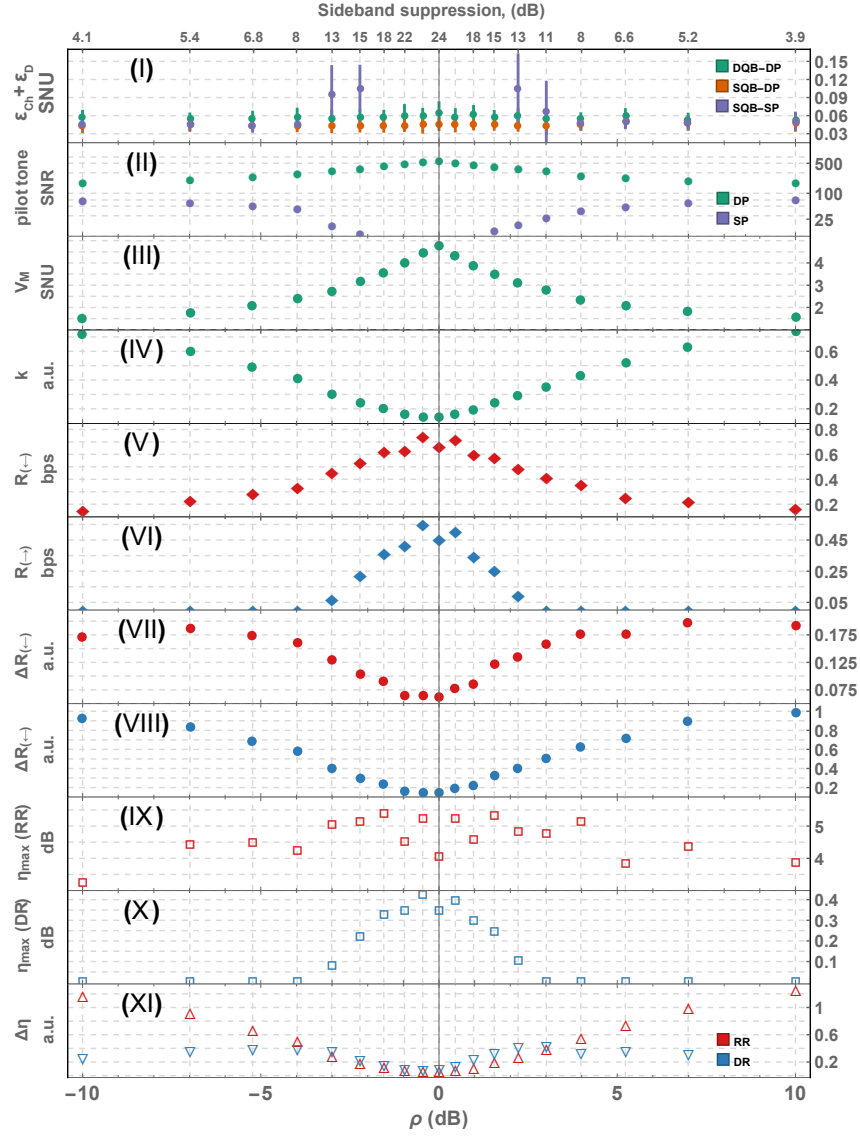 Sideband suppression, (dB)
4.1 5.4 6.8 8 13 15 18 22 24 18 15 13 11 8 6.6 5.2 3.9
(I)
ε_Ch + ε_D
SNU
DQB-DP
SQB-DP
SQB-SP
0.15
0.12
0.09
0.06
0.03
(II)
pilot tone
SNR
DP
SP
500
100
25
(III)
V_M
SNU
4
3
2
(IV)
k
a.u.
0.6
0.4
0.2
(V)
R(←)
bps
0.8
0.6
0.4
0.2
(VI)
R(→)
bps
0.45
0.25
0.05
(VII)
ΔR(←)
a.u.
0.175
0.125
0.075
(VIII)
ΔR(←)
a.u.
1
0.8
0.6
0.4
0.2
(IX)
η_max (RR)
dB
5
4
(X)
η_max (DR)
dB
0.4
0.3
0.2
0.1
(XI)
Δη
a.u.
RR
DR
1
0.6
0.2
−10 −5 0 5 10
ρ (dB)